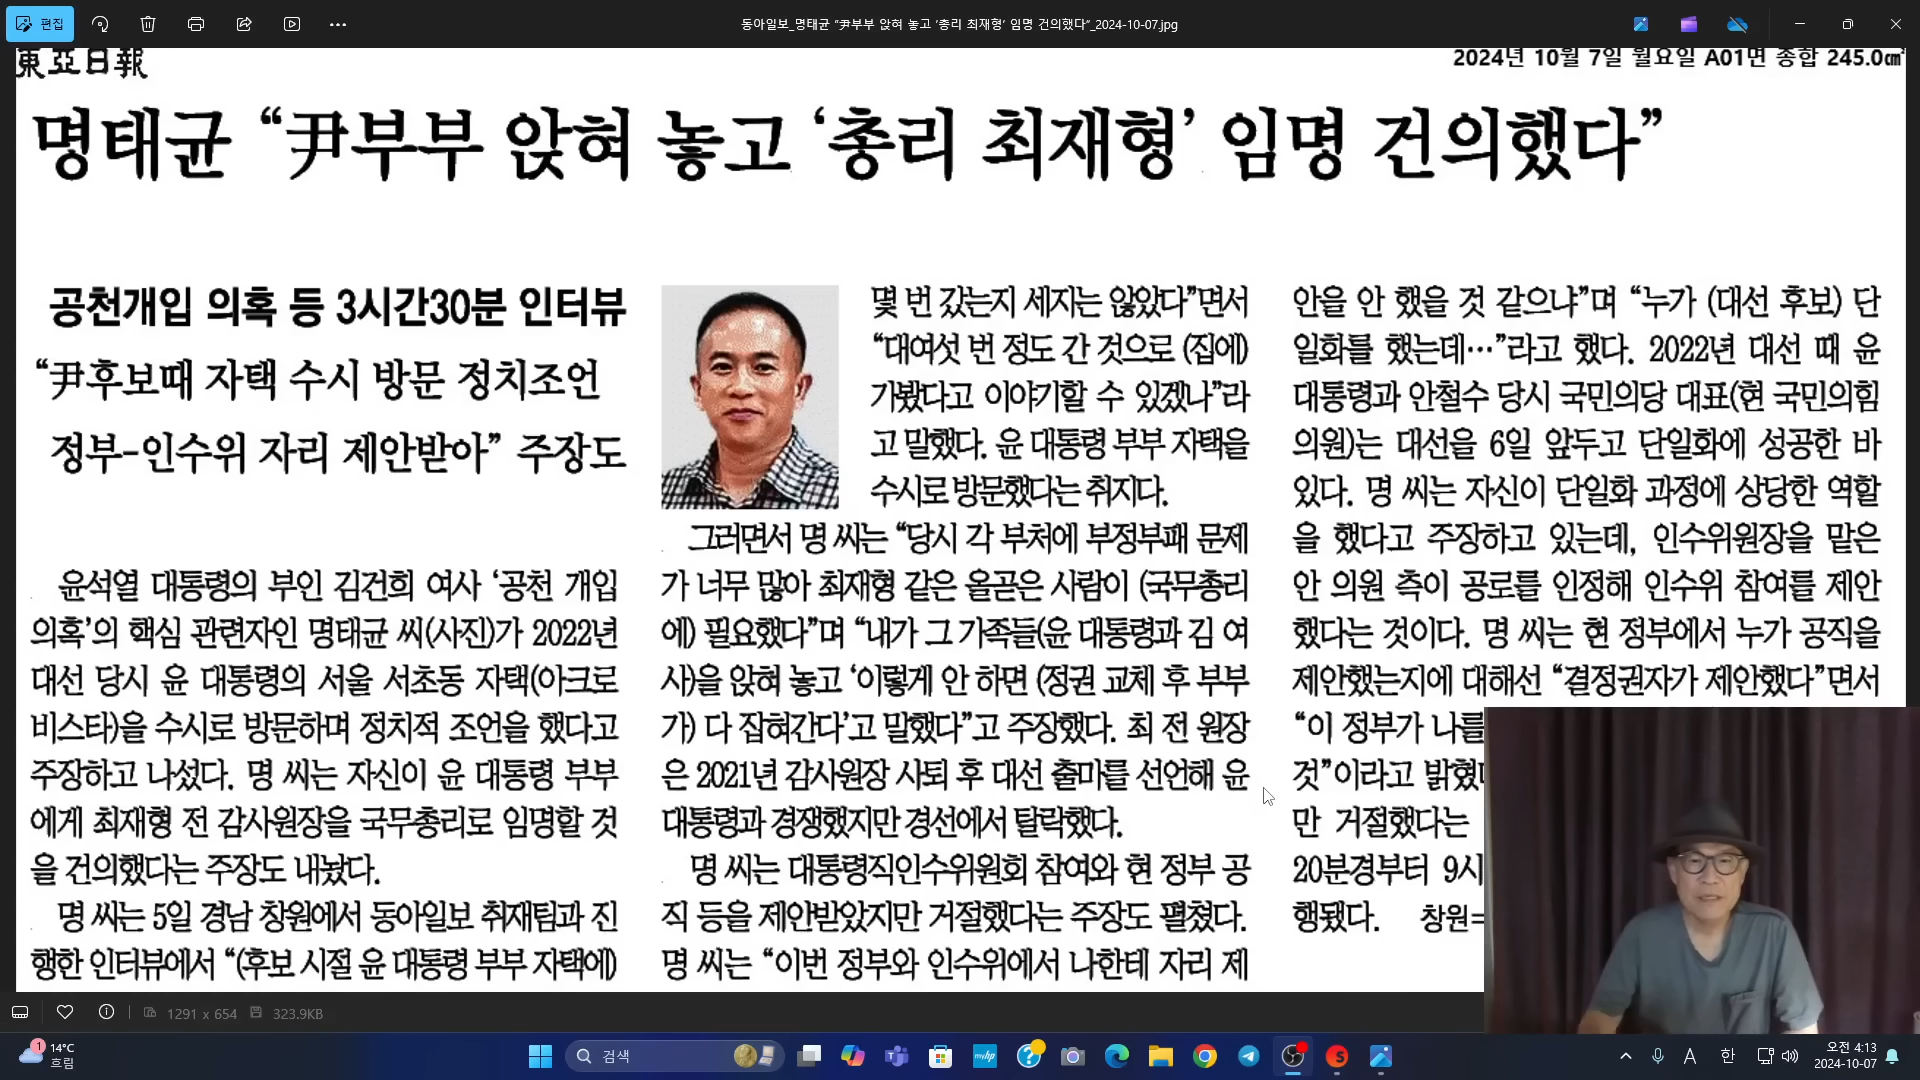 편집
동아일보_명태균 “尹부부 앉혀 놓고 ‘총리 최재형’ 임명 건의했다”_2024-10-07.jpg
東亞日報
2024년 10월 7일 월요일 A01면 종합 245.0㎠
명태균 “尹부부 앉혀 놓고 ‘총리 최재형’ 임명 건의했다”
공천개입 의혹 등 3시간30분 인터뷰
“尹후보때 자택 수시 방문 정치조언
정부-인수위 자리 제안받아” 주장도
윤석열 대통령의 부인 김건희 여사 ‘공천 개입
의혹’의 핵심 관련자인 명태균 씨(사진)가 2022년
대선 당시 윤 대통령의 서울 서초동 자택(아크로
비스타)을 수시로 방문하며 정치적 조언을 했다고
주장하고 나섰다. 명 씨는 자신이 윤 대통령 부부
에게 최재형 전 감사원장을 국무총리로 임명할 것
을 건의했다는 주장도 내놨다.
명 씨는 5일 경남 창원에서 동아일보 취재팀과 진
행한 인터뷰에서 “(후보 시절 윤 대통령 부부 자택에)
몇 번 갔는지 세지는 않았다”면서
“대여섯 번 정도 간 것으로 (집에)
가봤다고 이야기할 수 있겠나”라
고 말했다. 윤 대통령 부부 자택을
수시로 방문했다는 취지다.
그러면서 명 씨는 “당시 각 부처에 부정부패 문제
가 너무 많아 최재형 같은 올곧은 사람이 (국무총리
에) 필요했다”며 “내가 그 가족들(윤 대통령과 김 여
사)을 앉혀 놓고 ‘이렇게 안 하면 (정권 교체 후 부부
가) 다 잡혀간다’고 말했다”고 주장했다. 최 전 원장
은 2021년 감사원장 사퇴 후 대선 출마를 선언해 윤
대통령과 경쟁했지만 경선에서 탈락했다.
명 씨는 대통령직인수위원회 참여와 현 정부 공
직 등을 제안받았지만 거절했다는 주장도 펼쳤다.
명 씨는 “이번 정부와 인수위에서 나한테 자리 제
안을 안 했을 것 같으냐”며 “누가 (대선 후보) 단
일화를 했는데…”라고 했다. 2022년 대선 때 윤
대통령과 안철수 당시 국민의당 대표(현 국민의힘
의원)는 대선을 6일 앞두고 단일화에 성공한 바
있다. 명 씨는 자신이 단일화 과정에 상당한 역할
을 했다고 주장하고 있는데, 인수위원장을 맡은
안 의원 측이 공로를 인정해 인수위 참여를 제안
했다는 것이다. 명 씨는 현 정부에서 누가 공직을
제안했는지에 대해선 “결정권자가 제안했다”면서
“이 정부가 나를
것”이라고 밝혔
만 거절했다는
20분경부터 9시
행됐다. 창원=
1291 x 654 323.9KB
1
14°C
흐림
검색
myhp
A 한
오전 4:13
2024-10-07